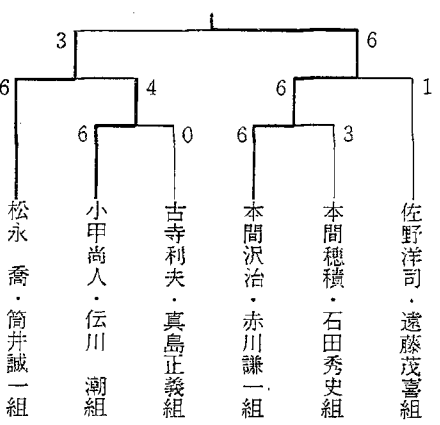 3 6
6 4 6 1
6 0 6 3
松永 喬・筒井誠一組
小甲尚人・伝川 潮組
古寺利夫・真島正義組
本間沢治・赤川謙一組
本間穂積・石田秀史組
佐野洋司・遠藤茂喜組